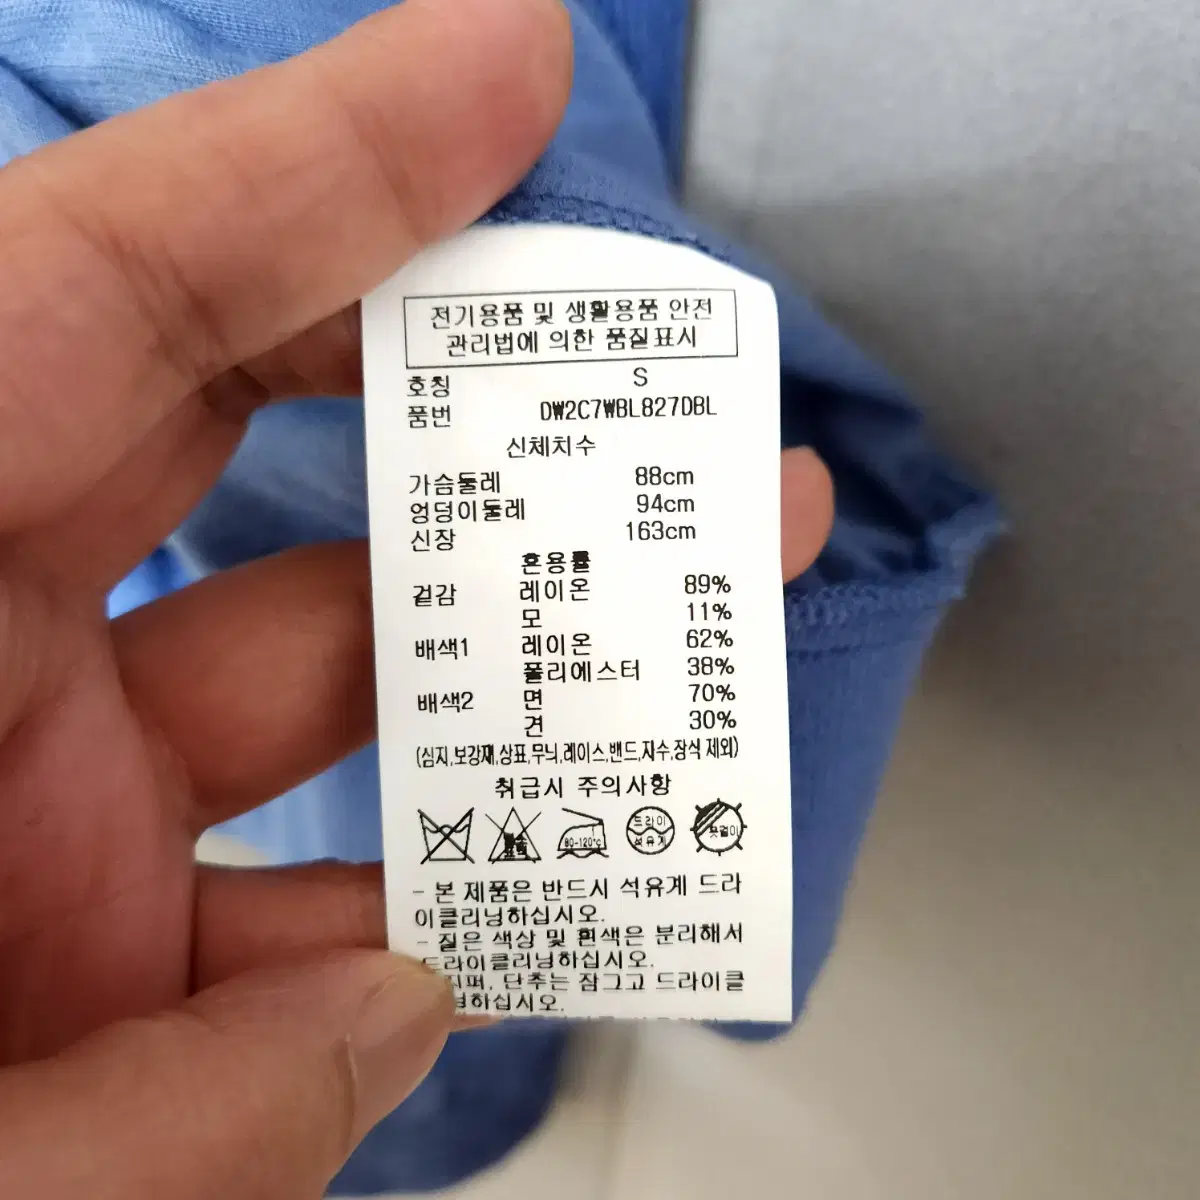 전기용품 및 생활용품 안전
관리법에 의한 품질표시
호칭 S
품번 DW2C7WBL827DBL
신체치수
가슴둘레 88cm
엉덩이둘레 94cm
신장 163cm
혼용률
겉감 레이온 89%
모 11%
배색1 레이온 62%
폴리에스터 38%
배색2 면 70%
견 30%
(심지,보강재,상표,무늬,레이스,밴드,자수,장식 제외)
취급시 주의사항
80-120℃ 드라이 석유계 옷걸이
- 본 제품은 반드시 석유계 드라
이클리닝하십시오.
- 짙은 색상 및 흰색은 분리해서
드라이클리닝하십시오.
지퍼, 단추는 잠그고 드라이클
닝하십시오.